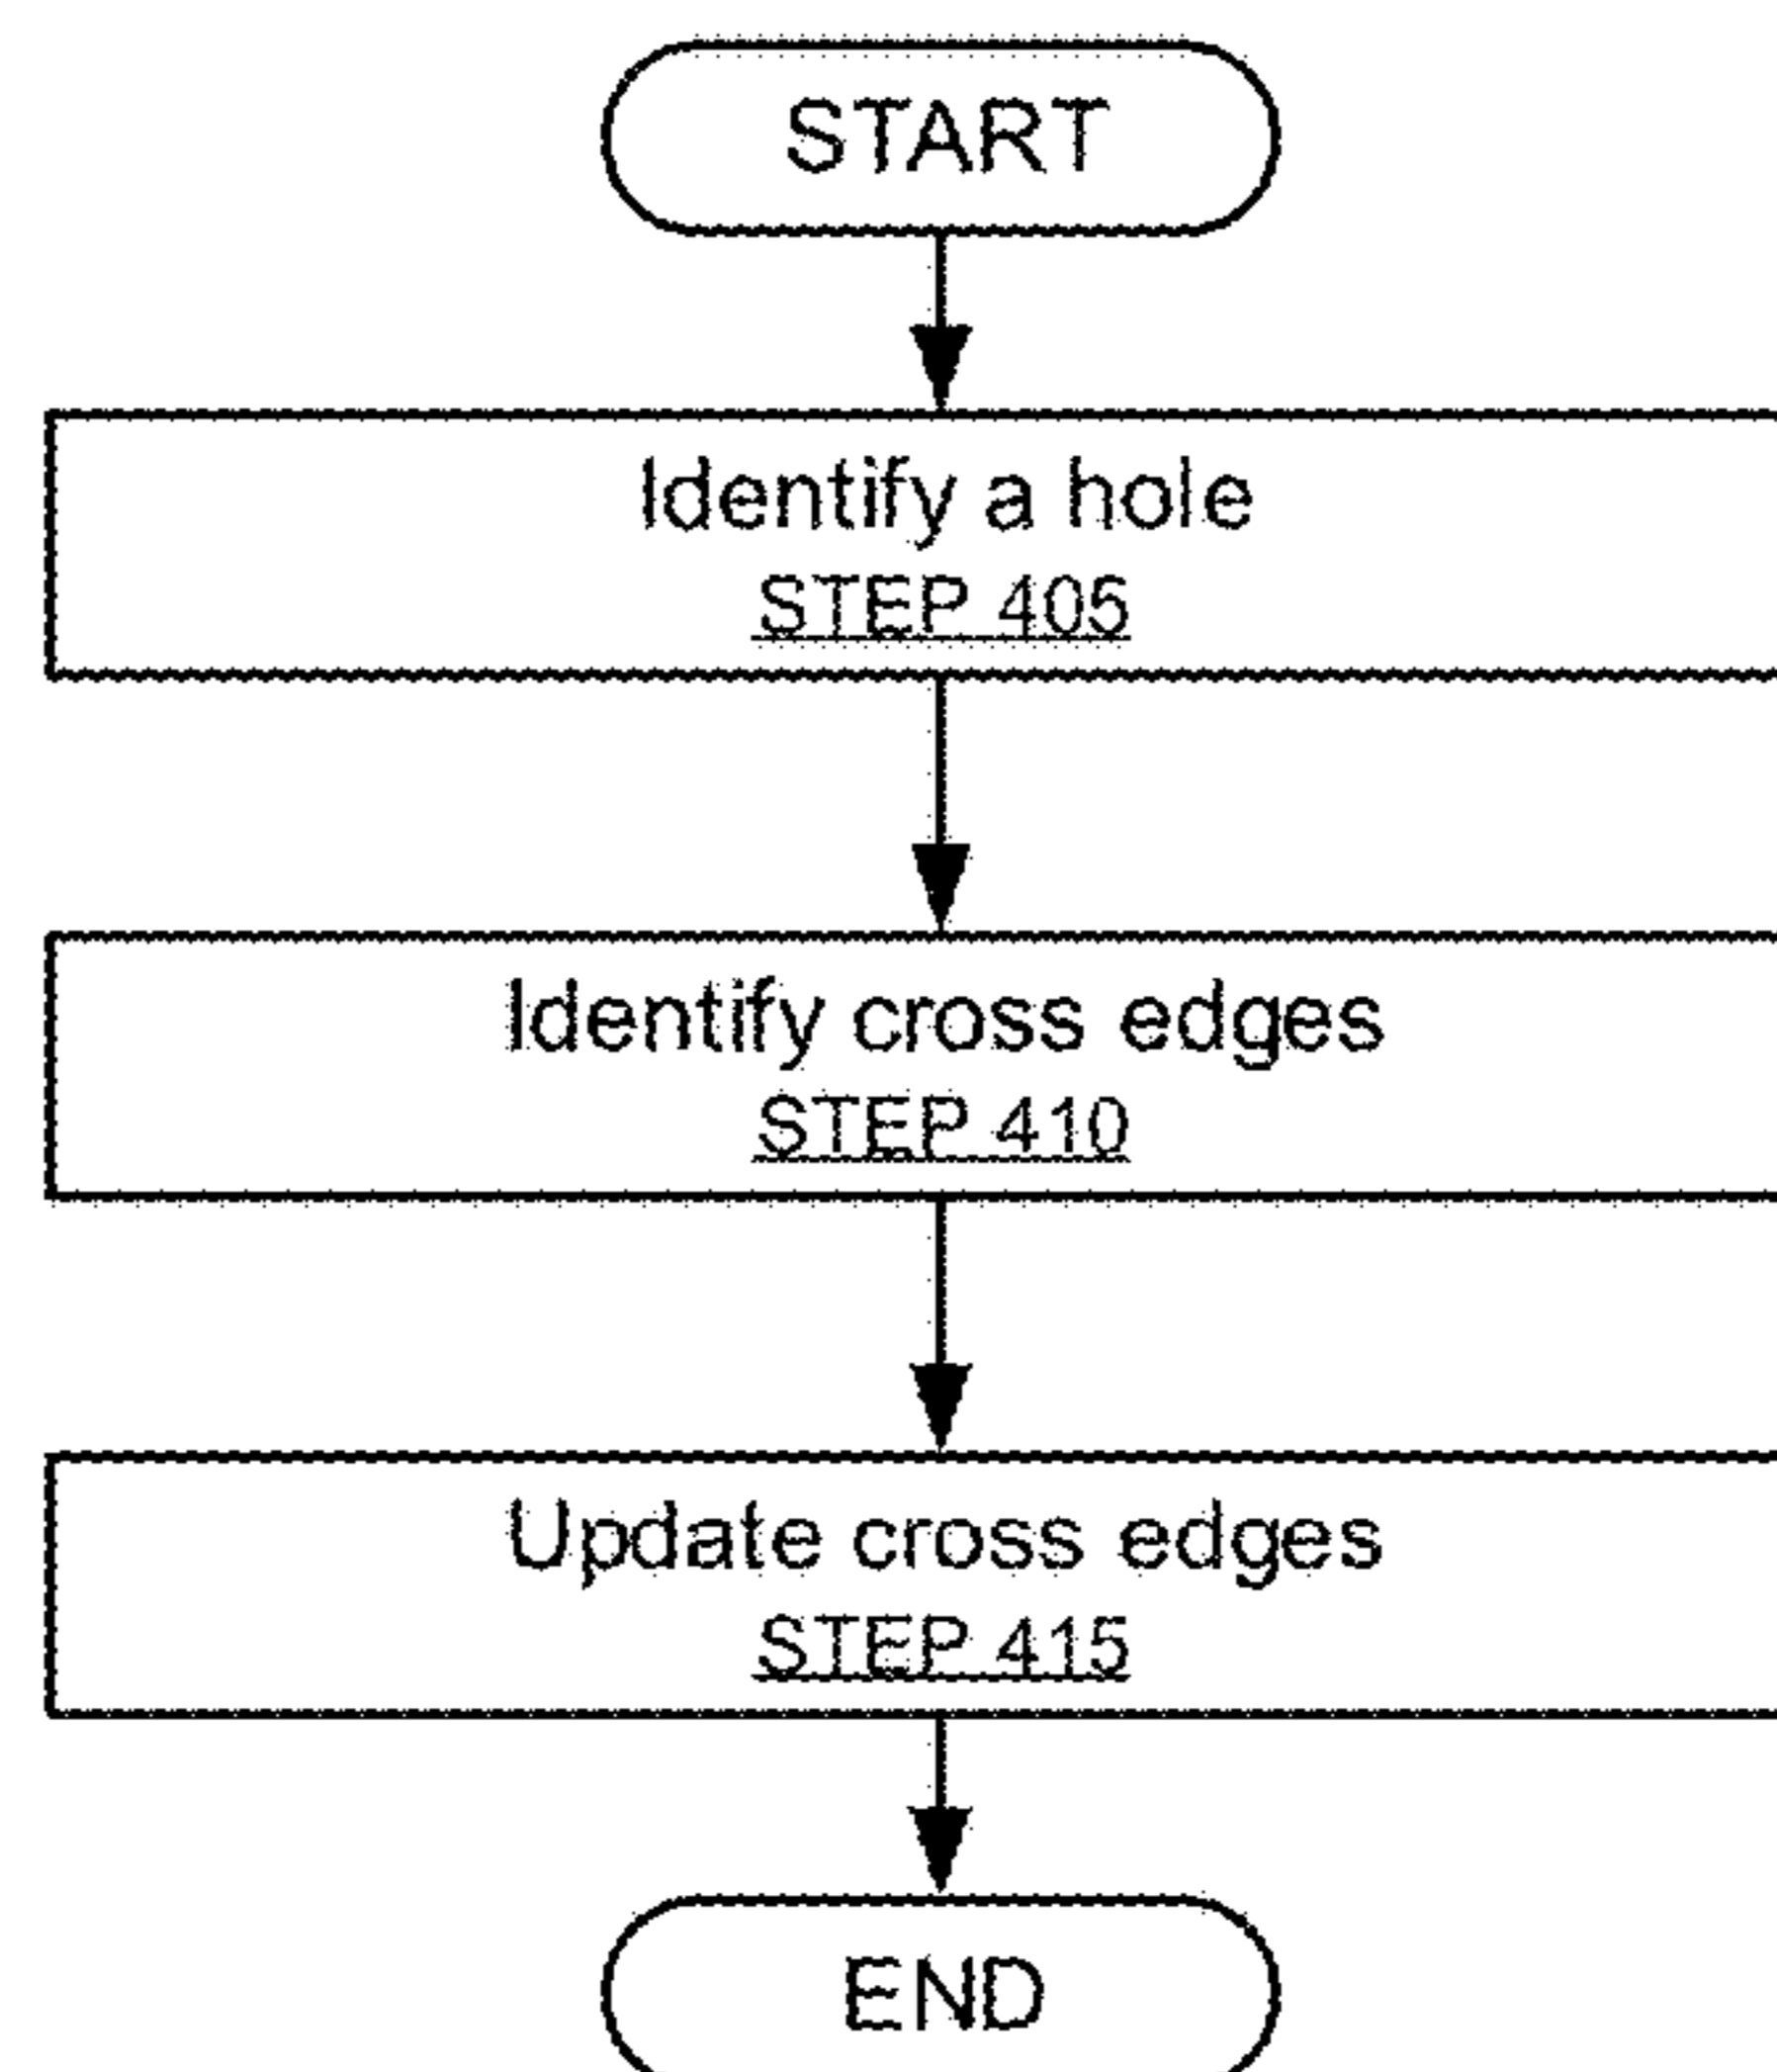 START
Identify a hole
STEP 405
Identify cross edges
STEP 410
Update cross edges
STEP 415
END